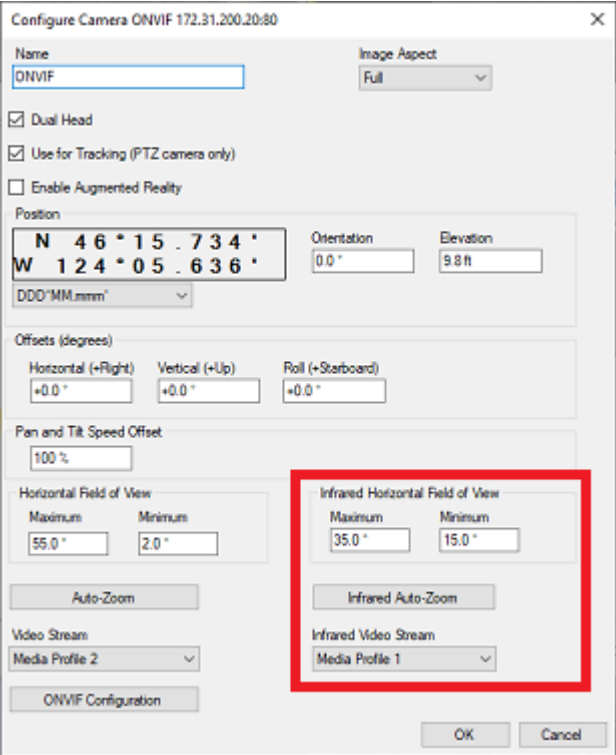 Configure Camera ONVIF 172.31.200.20:80
Name
Image Aspect
ONVIF
Full
Dual Head
Use for Tracking (PTZ camera only)
Enable Augmented Reality
Position
N 46°15.734'
W 124°05.636'
Orientation
Elevation
0.0 °
9.8 ft
DDD°MM.mmm'
Offsets (degrees)
Horizontal (+Right)
Vertical (+Up)
Roll (+Starboard)
+0.0 °
+0.0 °
+0.0 °
Pan and Tilt Speed Offset
100 %
Horizontal Field of View
Maximum
Minimum
55.0 °
2.0 °
Infrared Horizontal Field of View
Maximum
Minimum
35.0 °
15.0 °
Auto-Zoom
Infrared Auto-Zoom
Video Stream
Infrared Video Stream
Media Profile 2
Media Profile 1
ONVIF Configuration
OK
Cancel